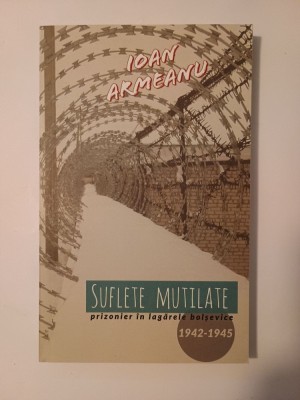 IOAN
ARMEANU
SUFLETE MUTILATE
prizonier în lagărele bolșevice
1942-1945